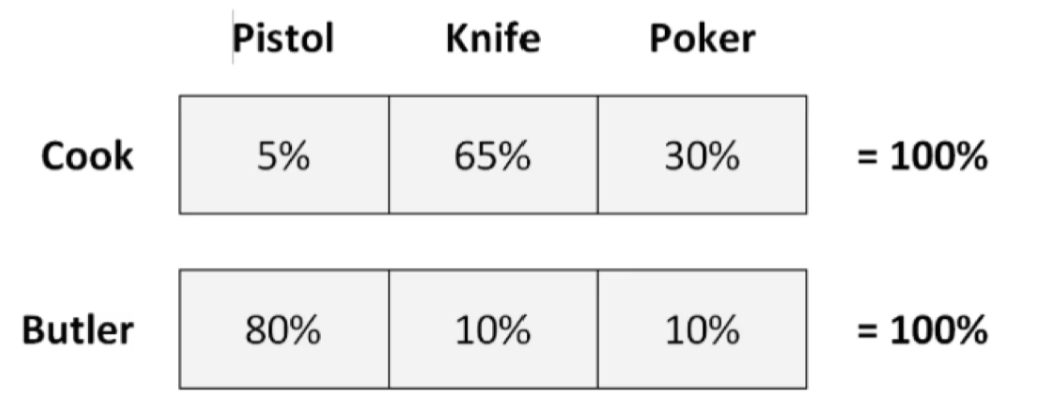 Pistol Knife Poker
Cook 5% 65% 30% = 100%
Butler 80% 10% 10% = 100%